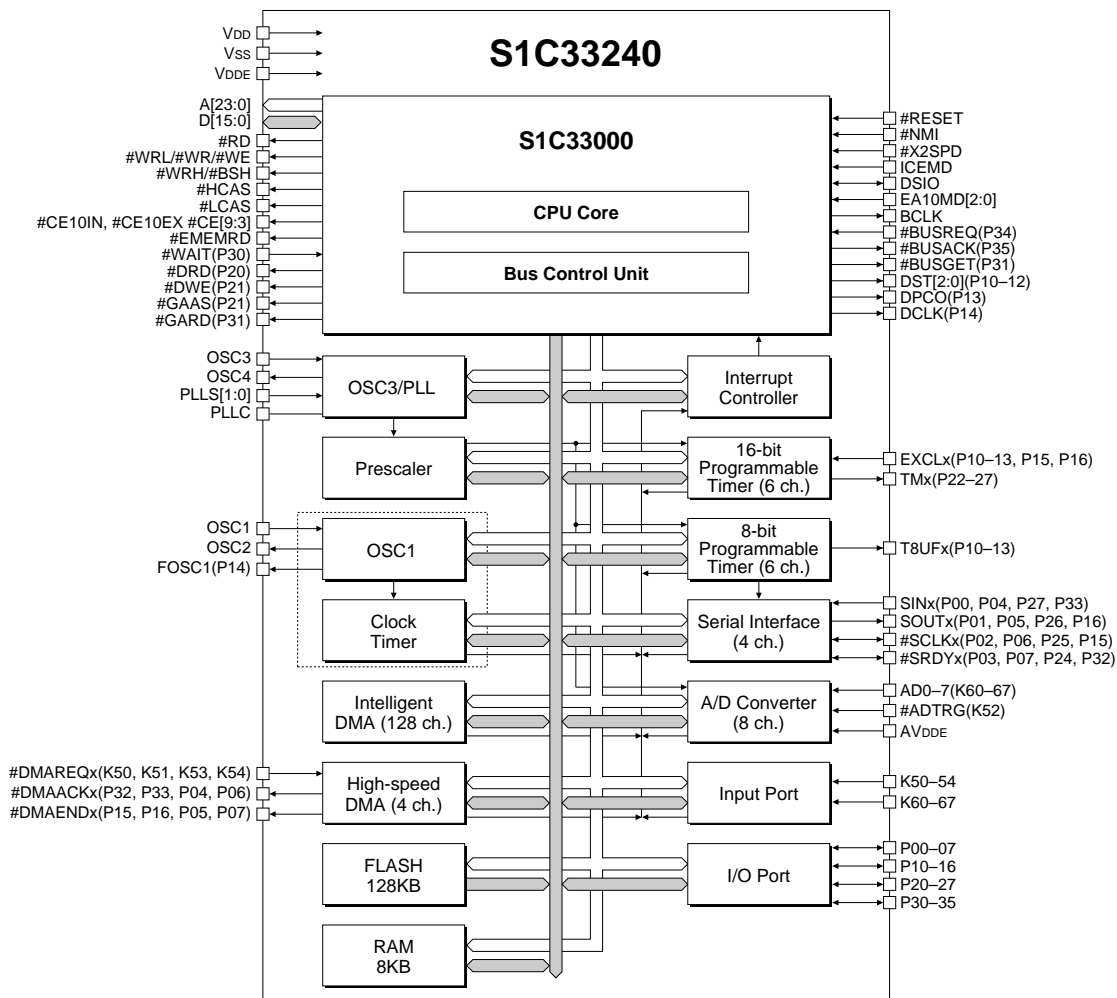 S1C33240
VDD
VSS
VDDE
A[23:0]
D[15:0]
#RD
#WRL/#WR/#WE
#WRH/#BSH
#HCAS
#LCAS
#CE10IN, #CE10EX #CE[9:3]
#EMEMRD
#WAIT(P30)
#DRD(P20)
#DWE(P21)
#GAAS(P21)
#GARD(P31)
S1C33000
CPU Core
Bus Control Unit
#RESET
#NMI
#X2SPD
ICEMD
DSIO
EA10MD[2:0]
BCLK
#BUSREQ(P34)
#BUSACK(P35)
#BUSGET(P31)
DST[2:0](P10–12)
DPCO(P13)
DCLK(P14)
OSC3
OSC4
PLLS[1:0]
PLLC
OSC3/PLL
Interrupt
Controller
Prescaler
16-bit
Programmable
Timer (6 ch.)
EXCLx(P10–13, P15, P16)
TMx(P22–27)
OSC1
OSC2
FOSC1(P14)
OSC1
8-bit
Programmable
Timer (6 ch.)
T8UFx(P10–13)
Clock
Timer
Serial Interface
(4 ch.)
SINx(P00, P04, P27, P33)
SOUTx(P01, P05, P26, P16)
#SCLKx(P02, P06, P25, P15)
#SRDYx(P03, P07, P24, P32)
Intelligent
DMA (128 ch.)
A/D Converter
(8 ch.)
AD0–7(K60–67)
#ADTRG(K52)
AVDDE
#DMAREQx(K50, K51, K53, K54)
#DMAACKx(P32, P33, P04, P06)
#DMAENDx(P15, P16, P05, P07)
High-speed
DMA (4 ch.)
Input Port
K50–54
K60–67
FLASH
128KB
I/O Port
P00–07
P10–16
P20–27
P30–35
RAM
8KB